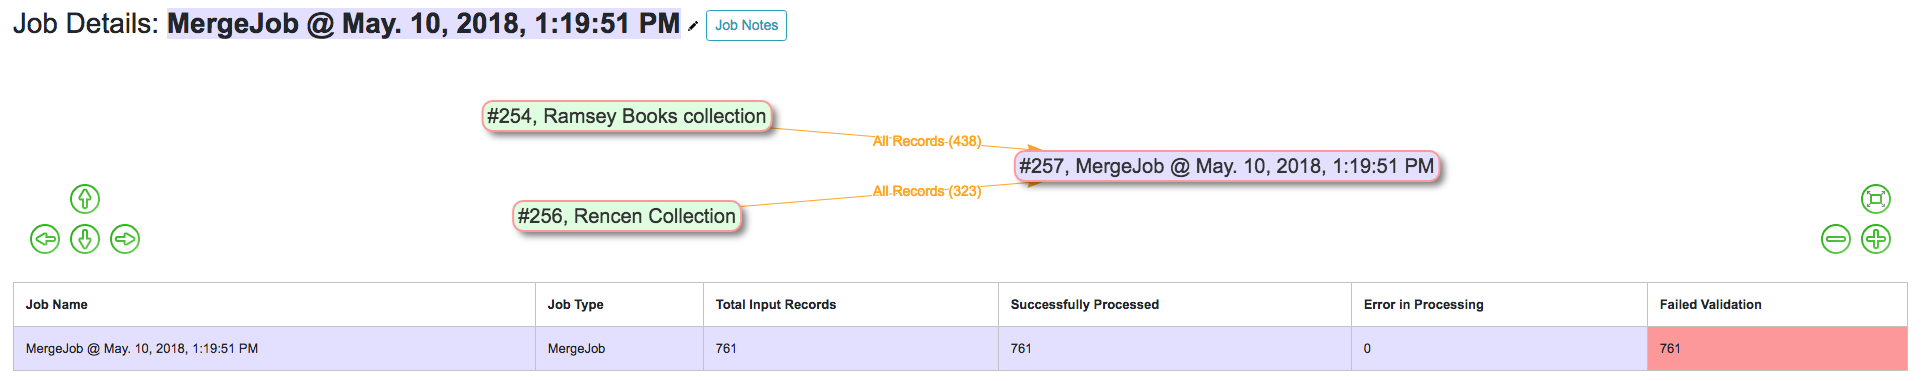 Job Details: MergeJob @ May. 10, 2018, 1:19:51 PM Job Notes
#254, Ramsey Books collection
All Records (438)
#257, MergeJob @ May. 10, 2018, 1:19:51 PM
All Records (323)
#256, Rencen Collection
Job Name Job Type Total Input Records Successfully Processed Error in Processing Failed Validation
MergeJob @ May. 10, 2018, 1:19:51 PM MergeJob 761 761 0 761